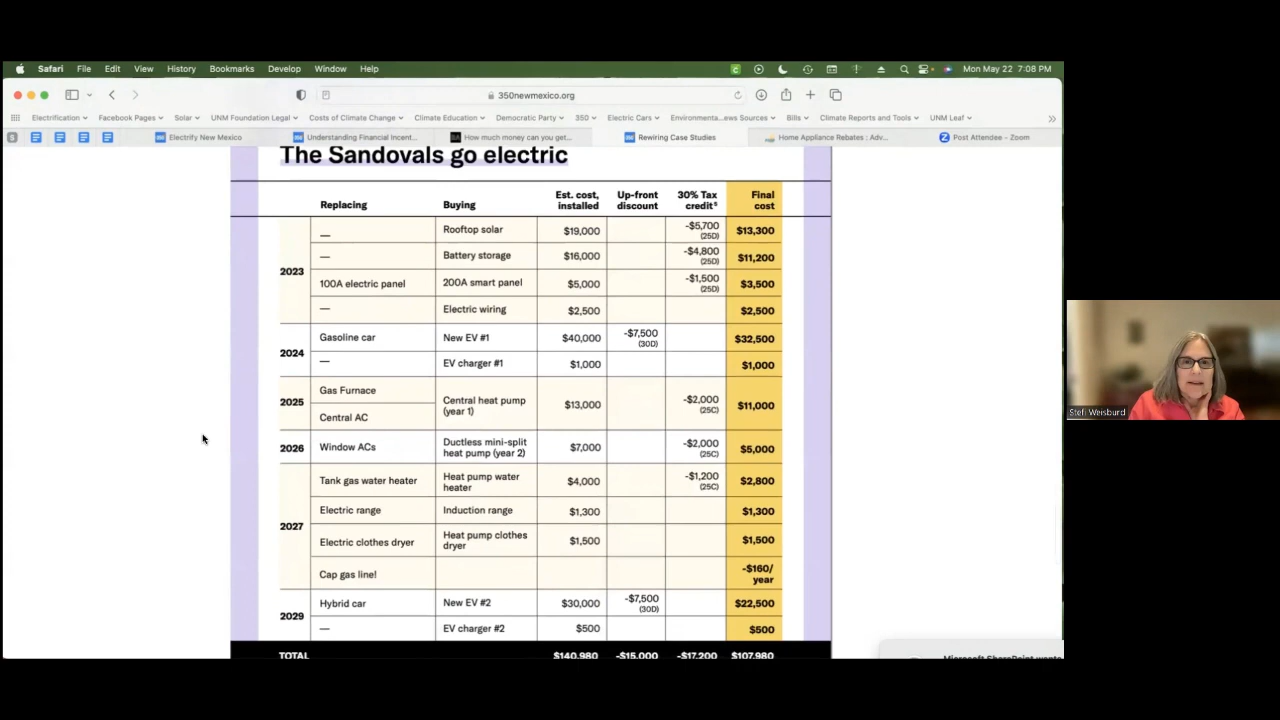 Safari File Edit View History Bookmarks Develop Window Help Mon May 22 7:08 PM
350newmexico.org
Electrification Facebook Pages Solar UNM Foundation Legal Costs of Climate Change Climate Education Democratic Party 350 Electric Cars Environmenta...ews Sources Bills Climate Reports and Tools UNM Leaf
S Electrify New Mexico Understanding Financial Incent... How much money can you get... Rewiring Case Studies Home Appliance Rebates : Adv... Post Attendee - Zoom
The Sandovals go electric
Replacing Buying Est. cost, installed Up-front discount 30% Tax credit⁵ Final cost
2023
— Rooftop solar $19,000 -$5,700 (25D) $13,300
— Battery storage $16,000 -$4,800 (25D) $11,200
100A electric panel 200A smart panel $5,000 -$1,500 (25D) $3,500
— Electric wiring $2,500 $2,500
2024
Gasoline car New EV #1 $40,000 -$7,500 (30D) $32,500
— EV charger #1 $1,000 $1,000
2025
Gas Furnace
Central AC
Central heat pump (year 1) $13,000 -$2,000 (25C) $11,000
2026 Window ACs Ductless mini-split heat pump (year 2) $7,000 -$2,000 (25C) $5,000
2027
Tank gas water heater Heat pump water heater $4,000 -$1,200 (25C) $2,800
Electric range Induction range $1,300 $1,300
Electric clothes dryer Heat pump clothes dryer $1,500 $1,500
Cap gas line! -$160/ year
2029
Hybrid car New EV #2 $30,000 -$7,500 (30D) $22,500
— EV charger #2 $500 $500
TOTAL $140,980 -$15,000 -$17,200 $107,980
Microsoft SharePoint wants
Stefi Weisburd